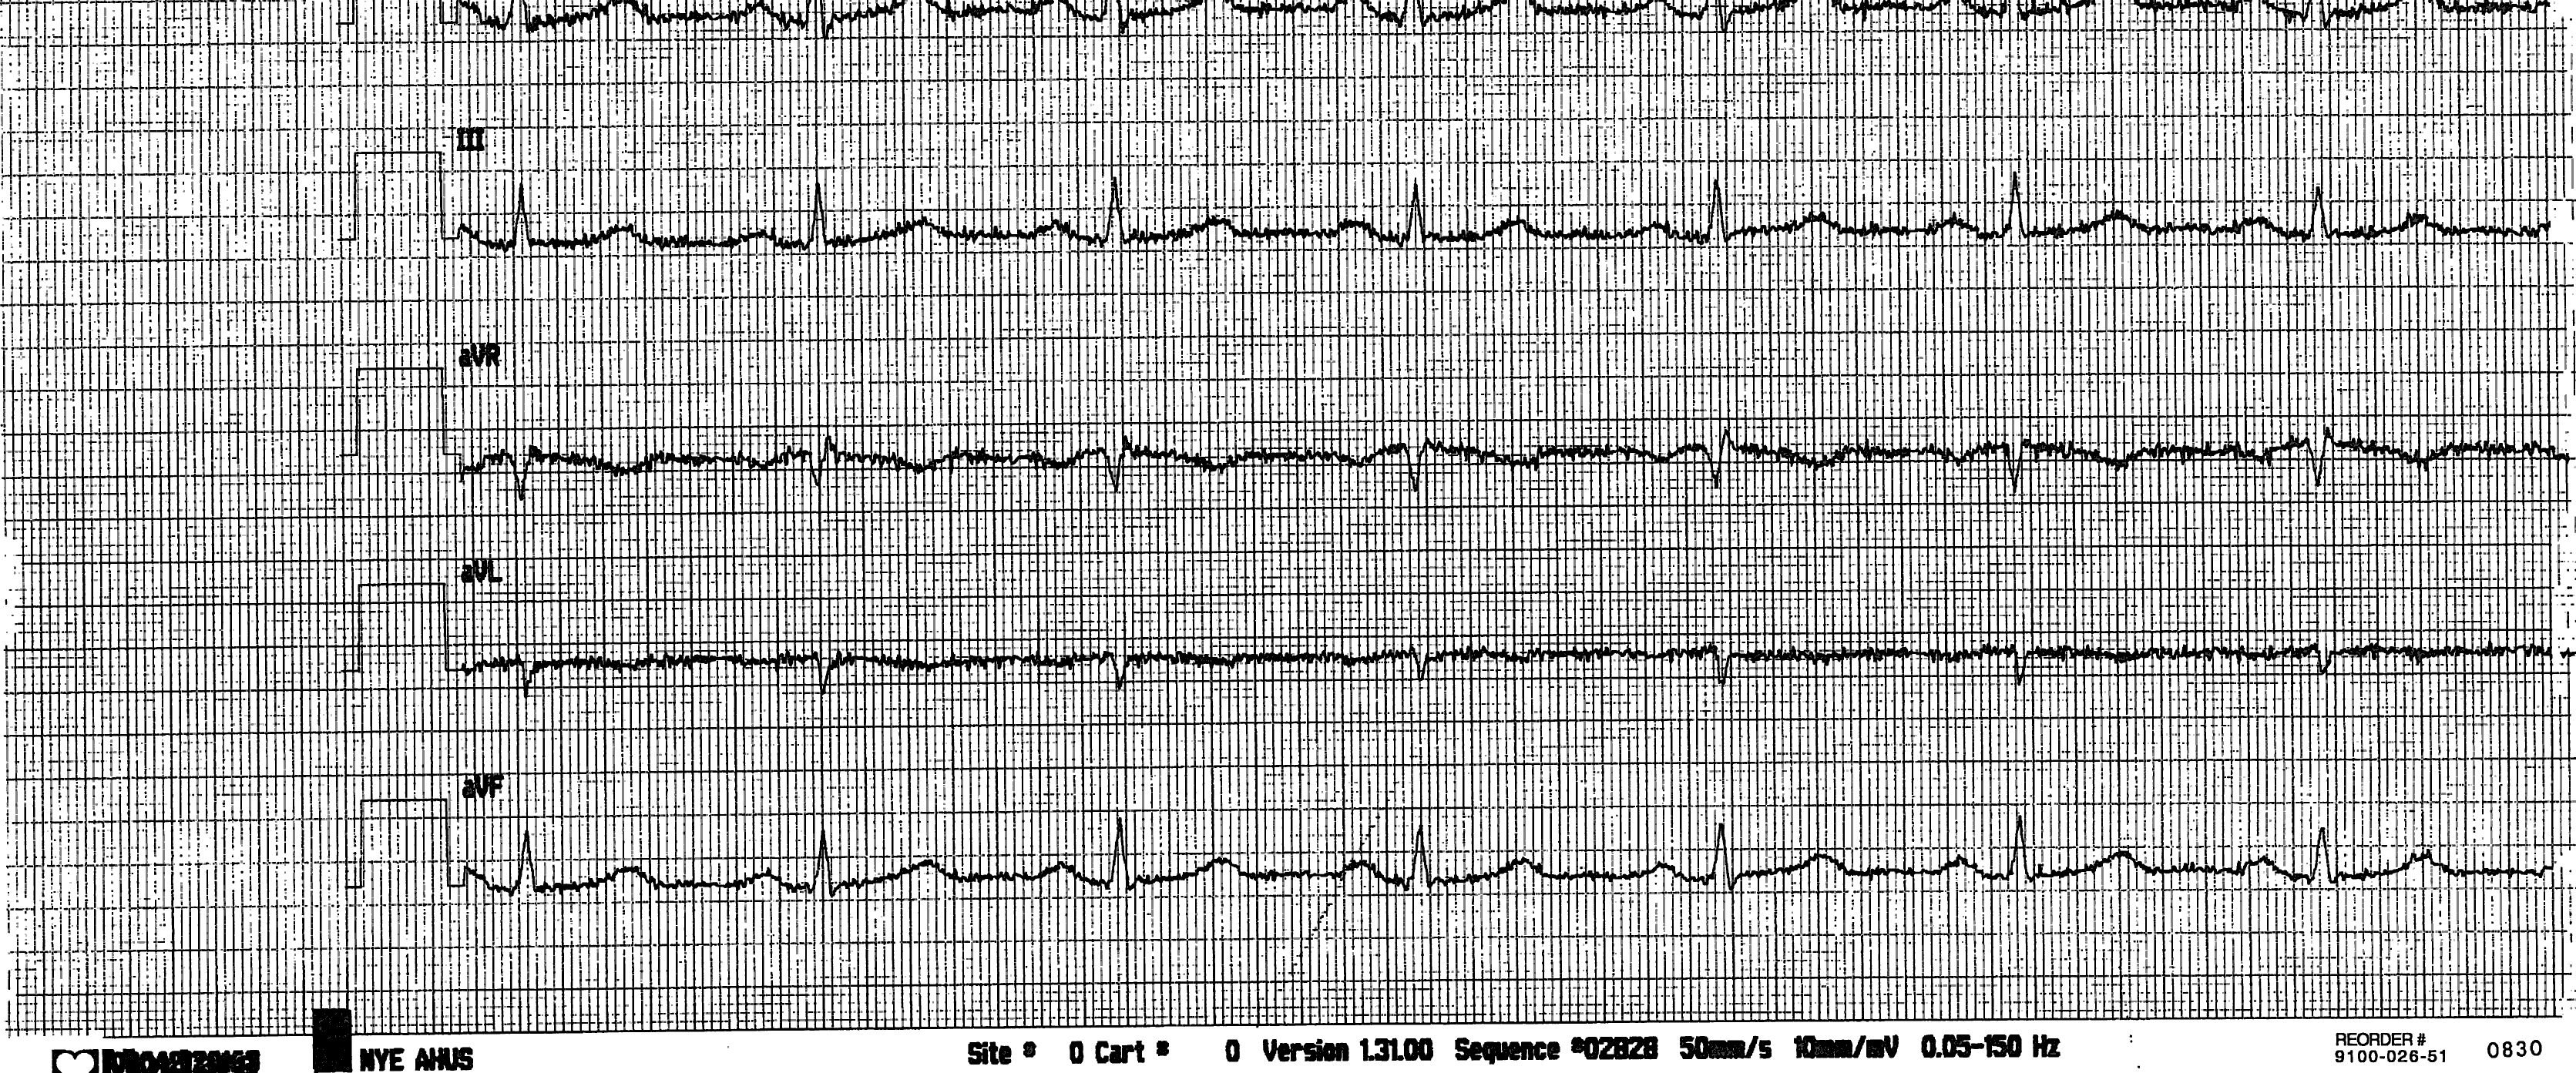 III
aVR
aVL
aVF
NYE AHUS
Site # 0 Cart # 0 Version 1.31.00 Sequence #02828 50mm/s 10mm/mV 0.05-150 Hz
REORDER #
9100-026-51
0830